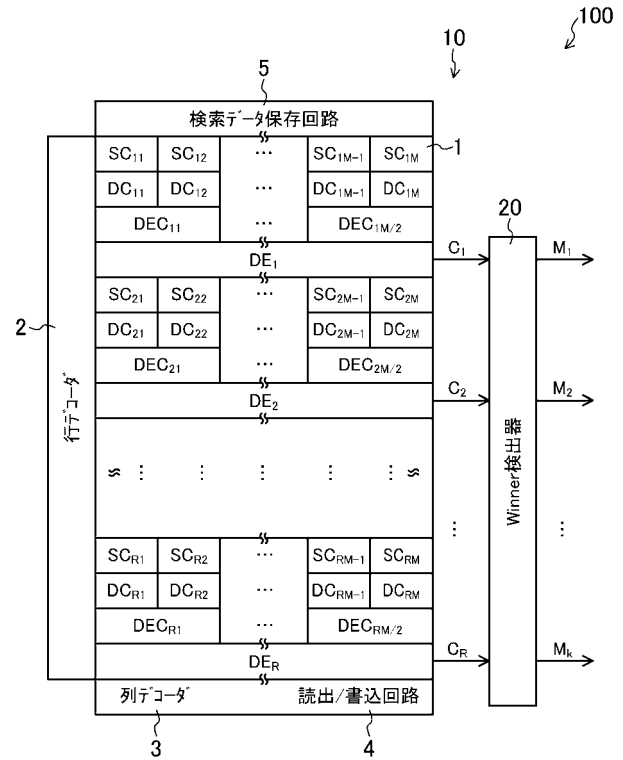 100
10
5
検索データ保存回路
SC11 SC12 … SC1M-1 SC1M
1
DC11 DC12 DC1M-1 DC1M
DEC11 … DEC1M/2
DE1
C1
20
M1
SC21 SC22 … SC2M-1 SC2M
2
DC21 DC22 DC2M-1 DC2M
DEC21 … DEC2M/2
DE2
C2
M2
行デコーダ
Winner検出器
SCR1 SCR2 … SCRM-1 SCRM
DCR1 DCR2 … DCRM-1 DCRM
DECR1 … DECRM/2
DER
CR
Mk
列デコーダ 読出/書込回路
3
4